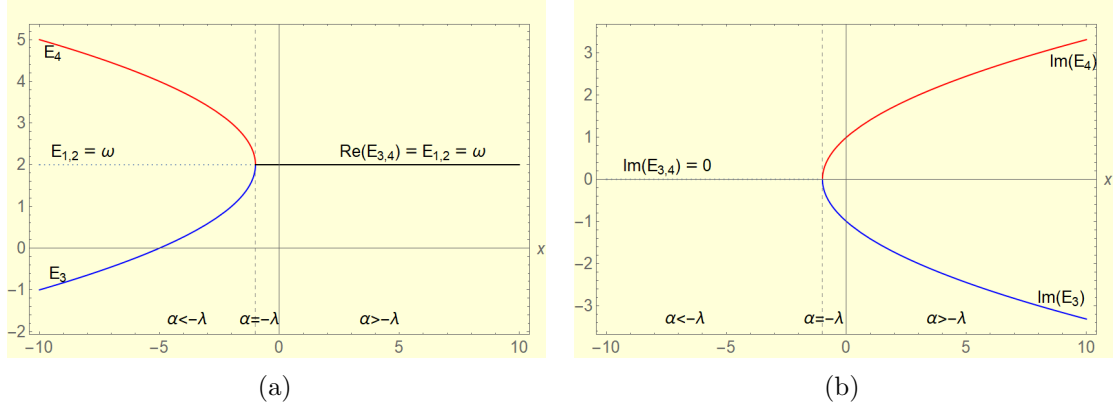 5
E₄
4
3
E₁,₂ = ω
Re(E₃,₄) = E₁,₂ = ω
2
1
0
x
E₃
−1
α<−λ
α=−λ
α>−λ
−2
−10
−5
0
5
10
(a)
3
Im(E₄)
2
1
Im(E₃,₄) = 0
0
x
−1
−2
−3
Im(E₃)
α<−λ
α=−λ
α>−λ
−10
−5
0
5
10
(b)